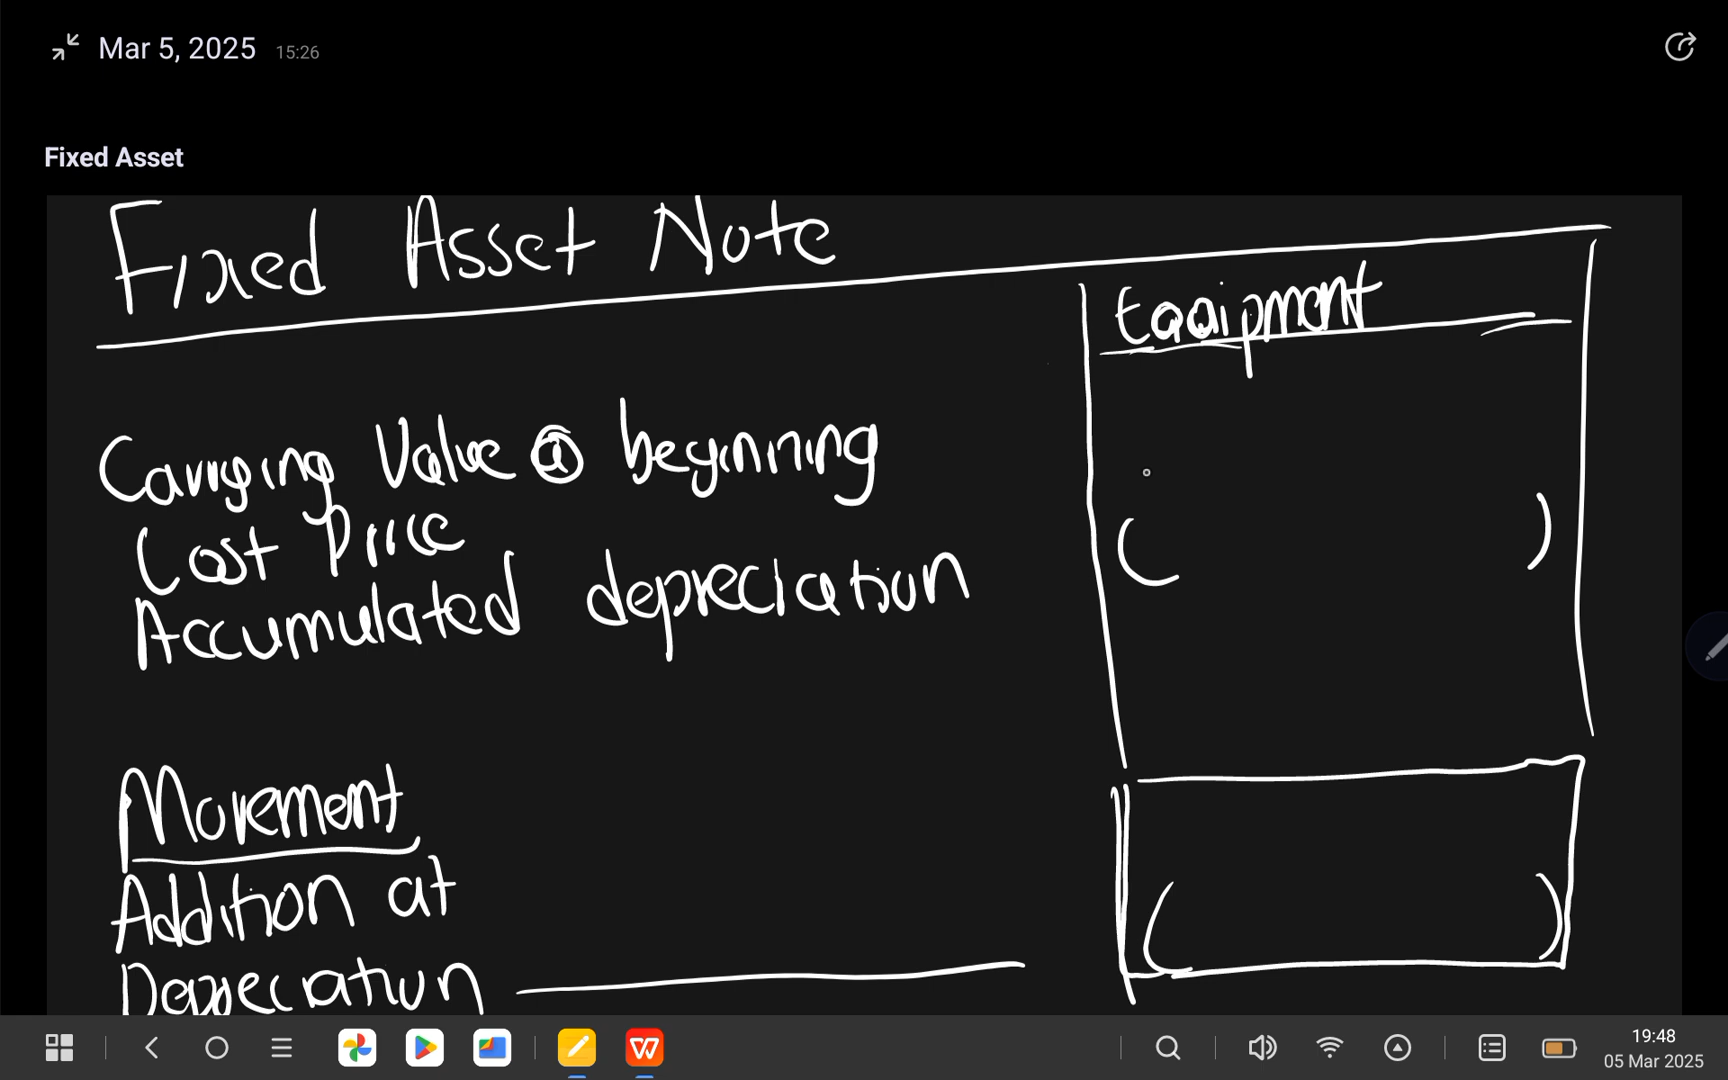 Mar 5, 2025 15:26
Fixed Asset
Fixed Asset Note
Equipment
Carrying Value @ beginning
Cost Price
( )
Accumulated depreciation
Movement
Addition at
( )
Depreciation
19:48
05 Mar 2025